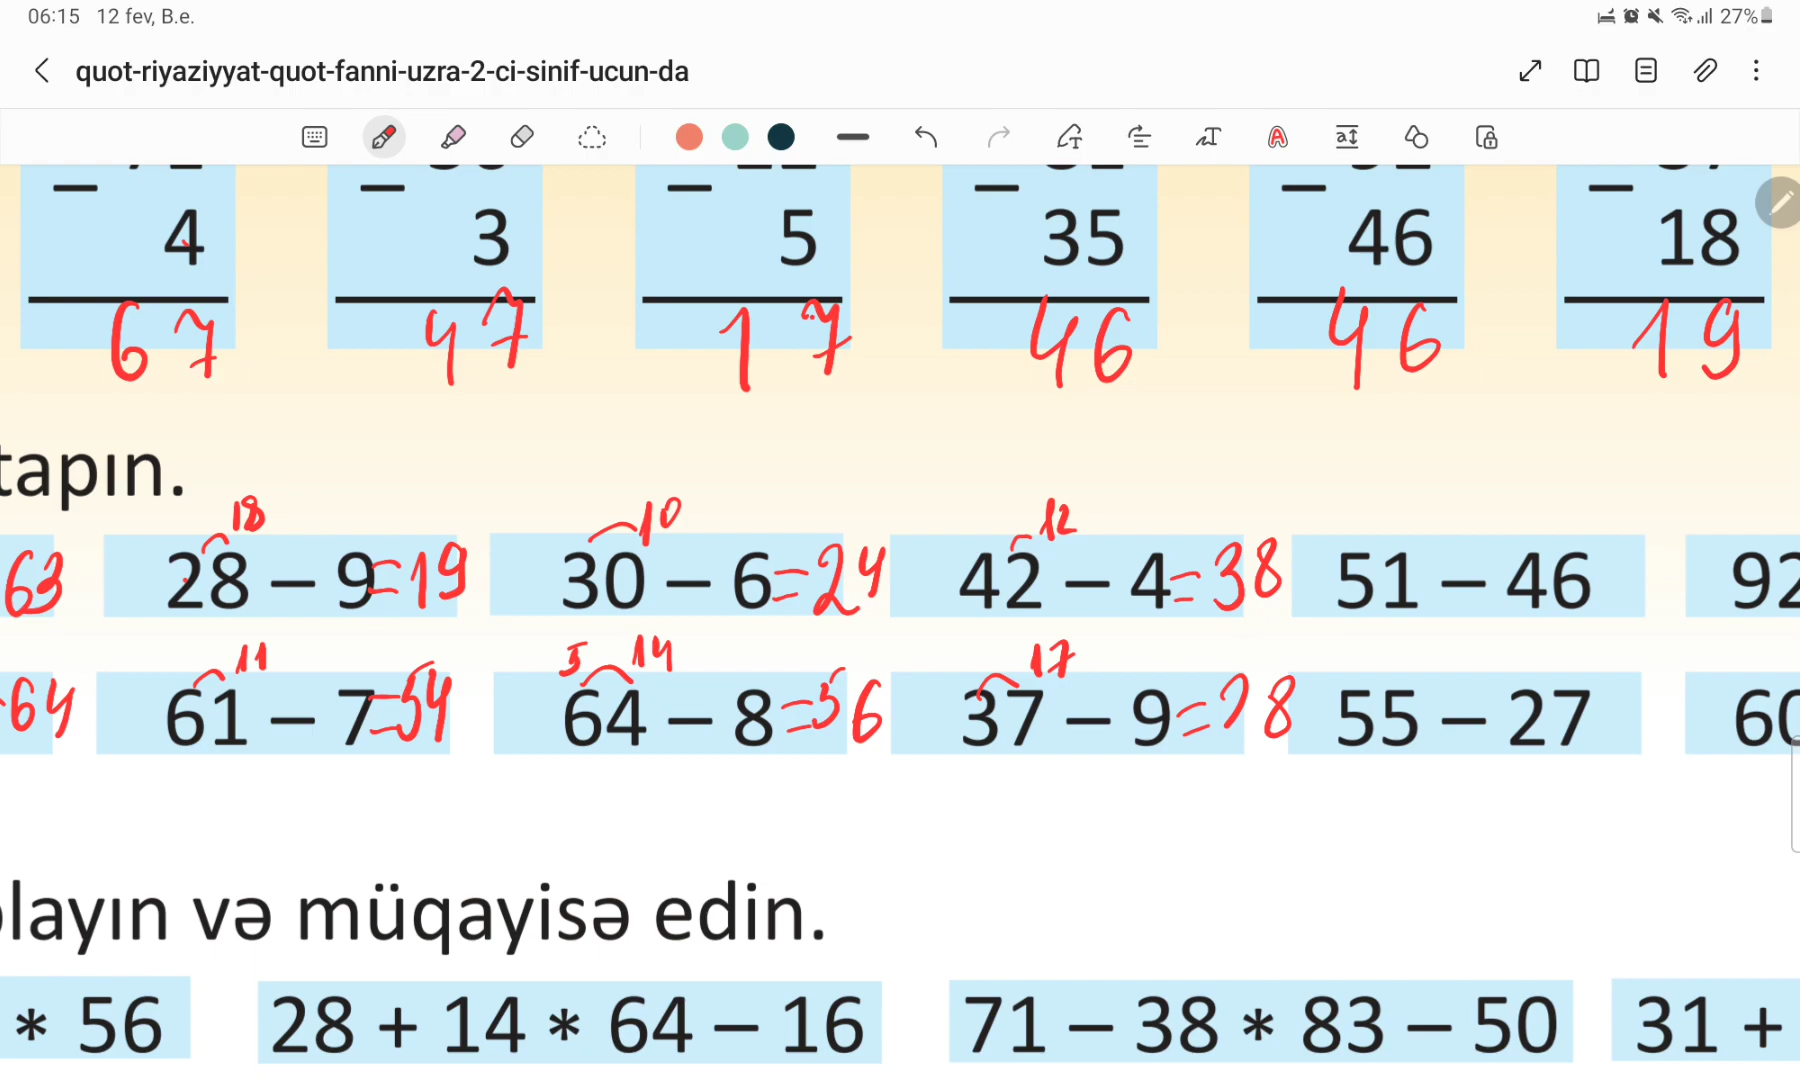 06:15 12 fev, B.e. 27%
quot-riyaziyyat-quot-fanni-uzra-2-ci-sinif-ucun-da
− − − − − −
4 3 5 35 46 18
67 47 17 46 46 19
tapın.
18 10 12
63 28 − 9 =19 30 − 6 =24 42 − 4 =38 51 − 46 92
11 5 14 17
64 61 − 7 =54 64 − 8 =56 37 − 9 =28 55 − 27 60
layın və müqayisə edin.
* 56 28 + 14 * 64 − 16 71 − 38 * 83 − 50 31 +